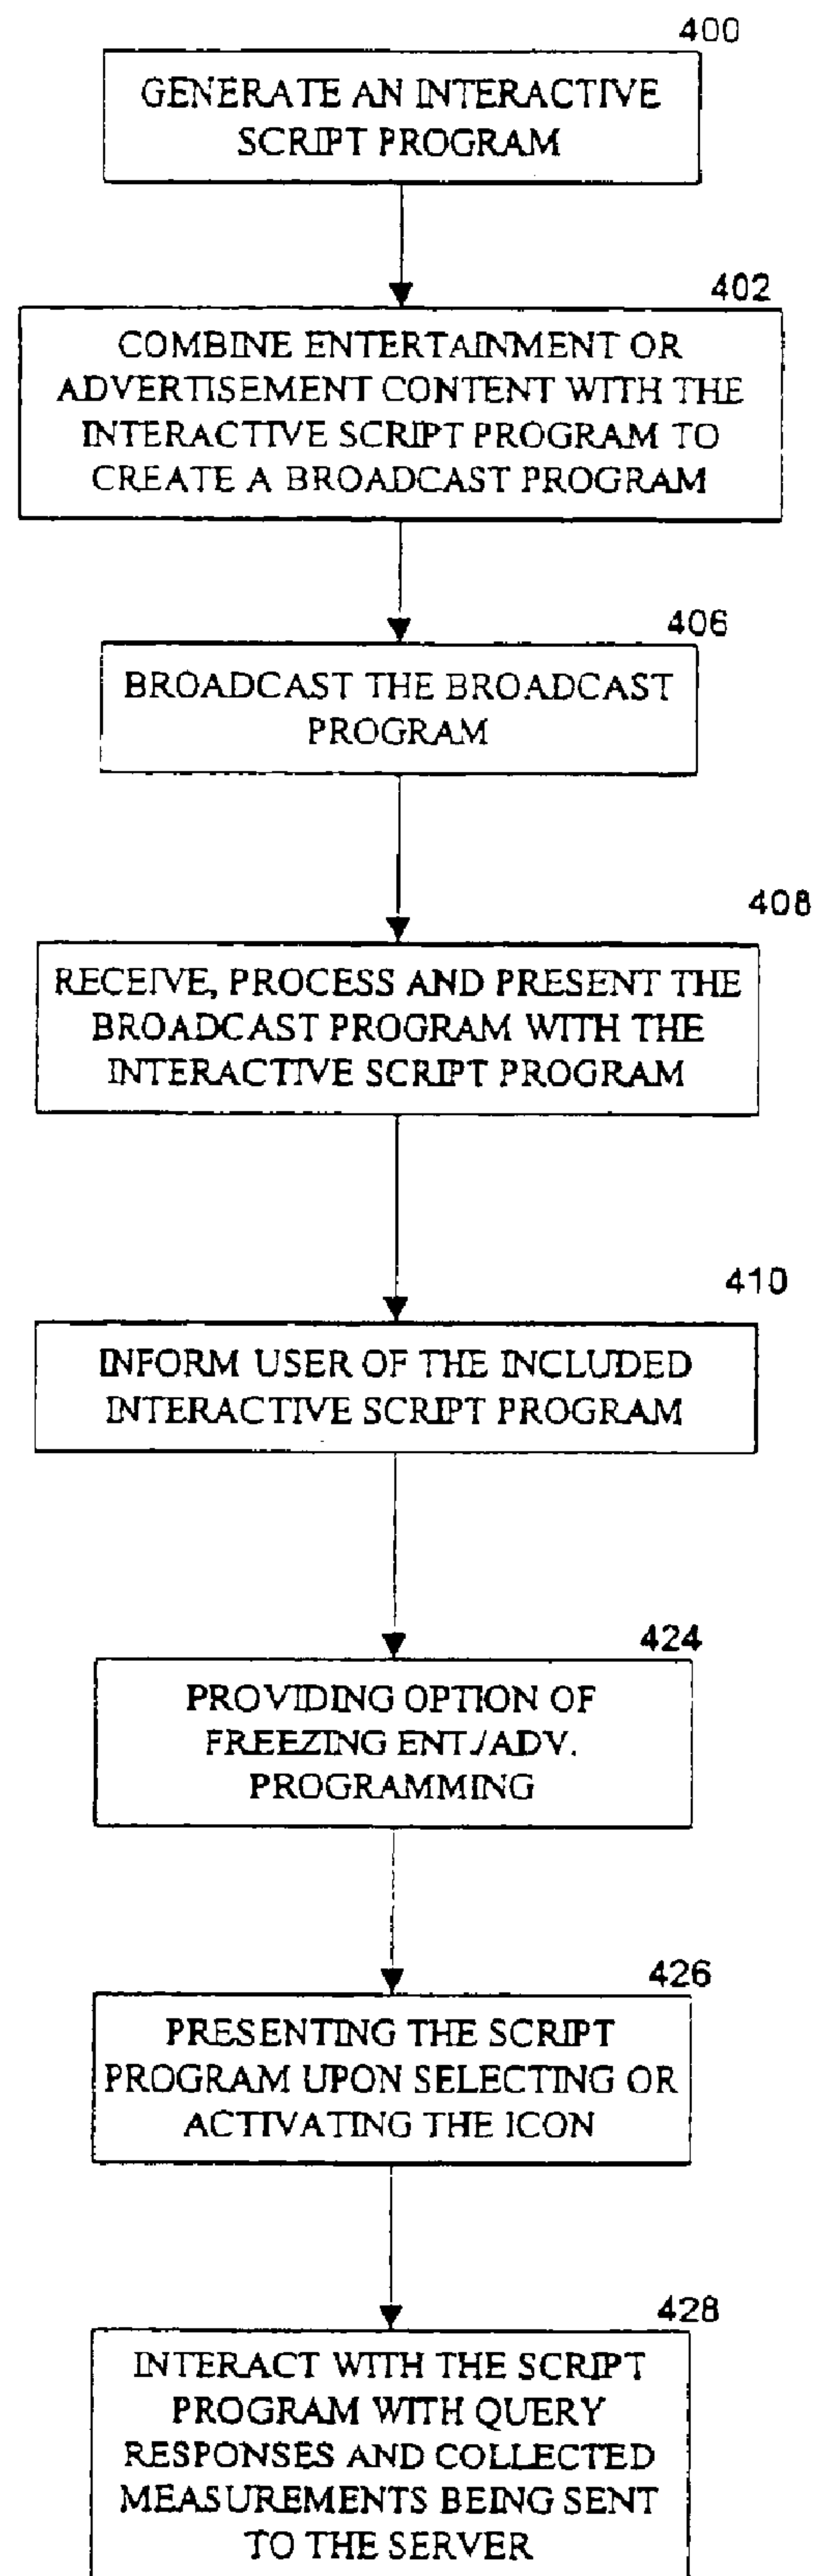 400
GENERATE AN INTERACTIVE
SCRIPT PROGRAM
402
COMBINE ENTERTAINMENT OR
ADVERTISEMENT CONTENT WITH THE
INTERACTIVE SCRIPT PROGRAM TO
CREATE A BROADCAST PROGRAM
406
BROADCAST THE BROADCAST
PROGRAM
408
RECEIVE, PROCESS AND PRESENT THE
BROADCAST PROGRAM WITH THE
INTERACTIVE SCRIPT PROGRAM
410
INFORM USER OF THE INCLUDED
INTERACTIVE SCRIPT PROGRAM
424
PROVIDING OPTION OF
FREEZING ENT./ADV.
PROGRAMMING
426
PRESENTING THE SCRIPT
PROGRAM UPON SELECTING OR
ACTIVATING THE ICON
428
INTERACT WITH THE SCRIPT
PROGRAM WITH QUERY
RESPONSES AND COLLECTED
MEASUREMENTS BEING SENT
TO THE SERVER